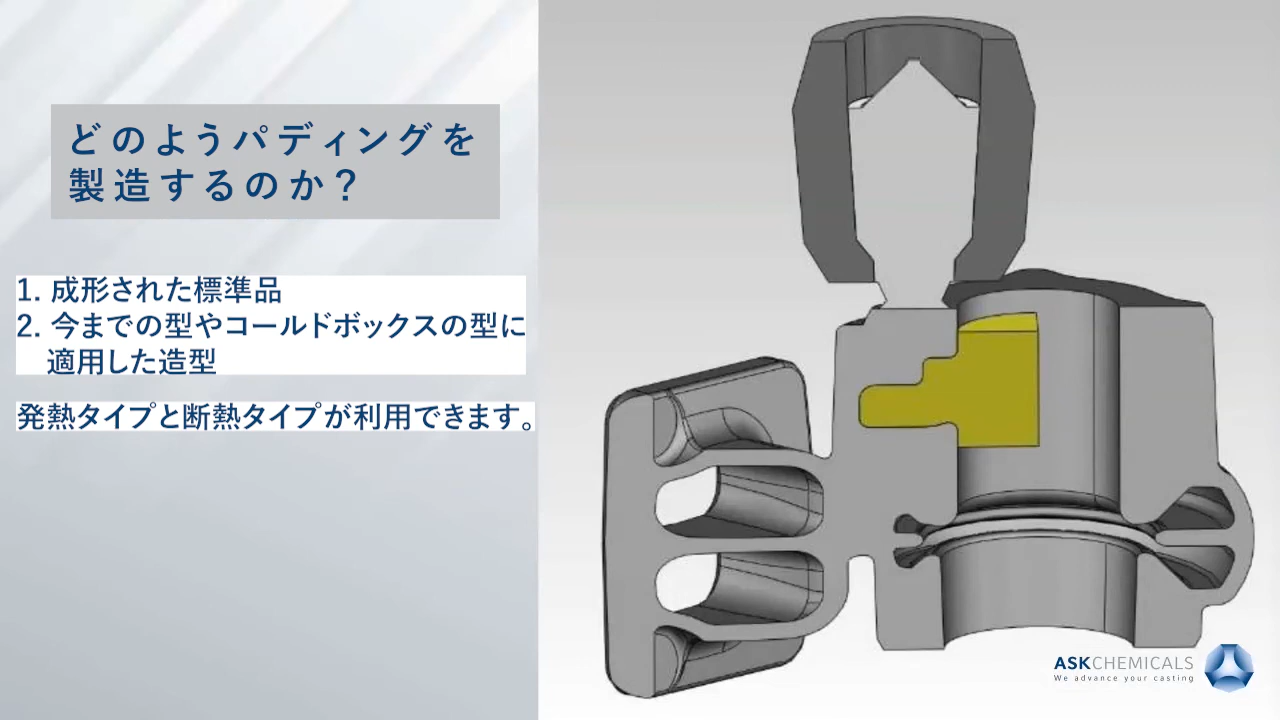 どのようパディングを
製造するのか？
1. 成形された標準品
2. 今までの型やコールドボックスの型に
適用した造型
発熱タイプと断熱タイプが利用できます。
ASKCHEMICALS
We advance your casting